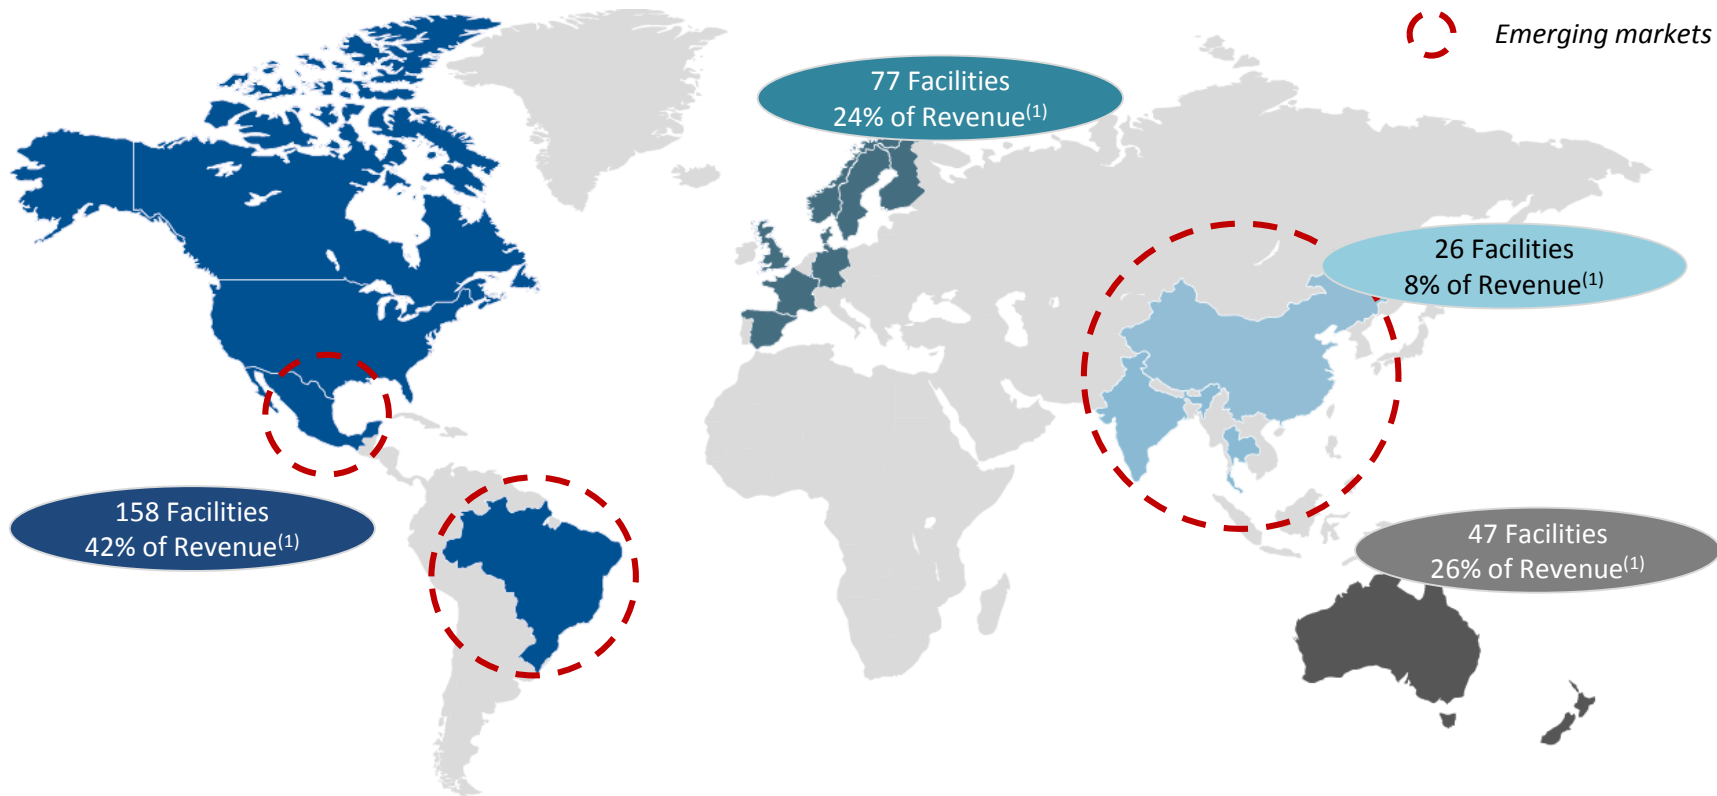 Emerging markets
77 Facilities
24% of Revenue(1)
26 Facilities
8% of Revenue(1)
158 Facilities
42% of Revenue(1)
47 Facilities
26% of Revenue(1)